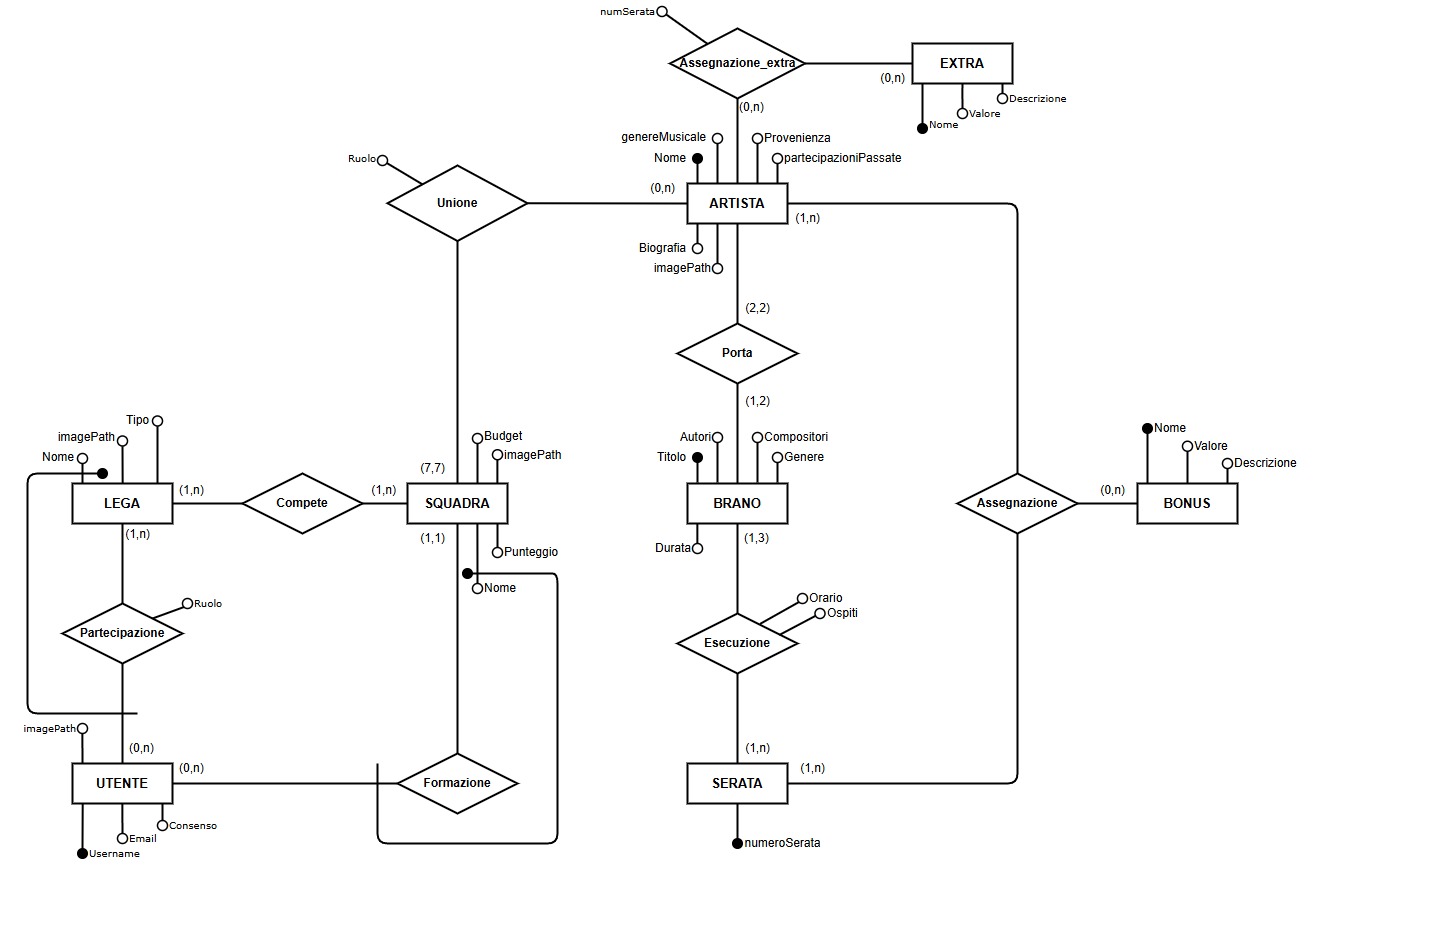 numSerata
Assegnazione_extra
EXTRA
(0,n)
Descrizione
Valore
Nome
(0,n)
genereMusicale
Provenienza
Nome
partecipazioniPassate
Ruolo
Unione
(0,n)
ARTISTA
(1,n)
Biografia
imagePath
(2,2)
Porta
(1,2)
Tipo
imagePath
Nome
Budget
imagePath
(7,7)
Autori
Compositori
Titolo
Genere
Nome
Valore
Descrizione
LEGA
(1,n)
Compete
(1,n)
SQUADRA
BRANO
Assegnazione
(0,n)
BONUS
(1,n)
(1,1)
(1,3)
Punteggio
Durata
Nome
Ruolo
Orario
Ospiti
Partecipazione
Esecuzione
imagePath
(0,n)
(1,n)
UTENTE
(0,n)
Formazione
SERATA
(1,n)
Consenso
Email
Username
numeroSerata